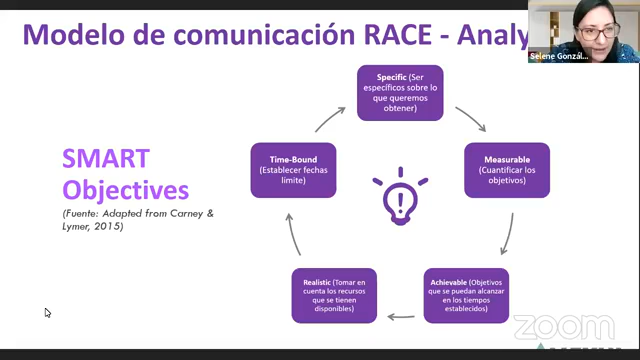 Modelo de comunicación RACE - Analy
Selene Gonzál...
Specific (Ser
específicos sobre lo
que queremos
obtener)
Measurable
(Cuantificar los
objetivos)
Achievable (Objetivos
que se puedan alcanzar
en los tiempos
establecidos)
Realistic (Tomar en
cuenta los recursos
que se tienen
disponibles)
Time-Bound
(Establecer fechas
límite)
SMART
Objectives
(Fuente: Adapted from Carney &
Lymer, 2015)
zoom